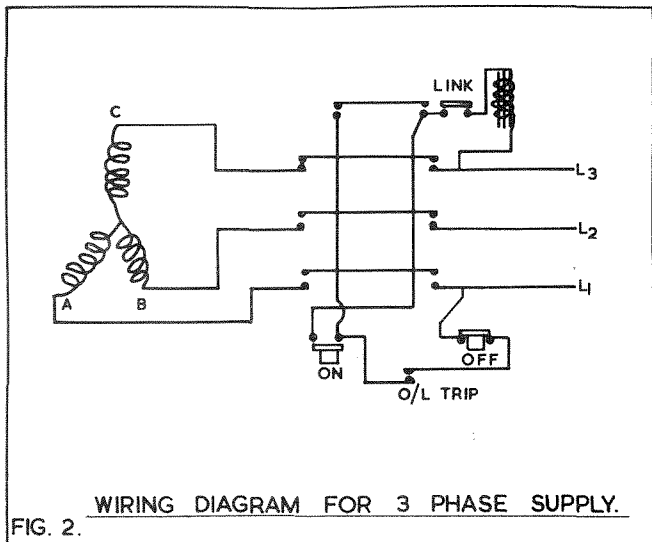 LINK
C
L3
L2
A
B
L1
ON
OFF
O/L TRIP
WIRING DIAGRAM FOR 3 PHASE SUPPLY.
FIG. 2.